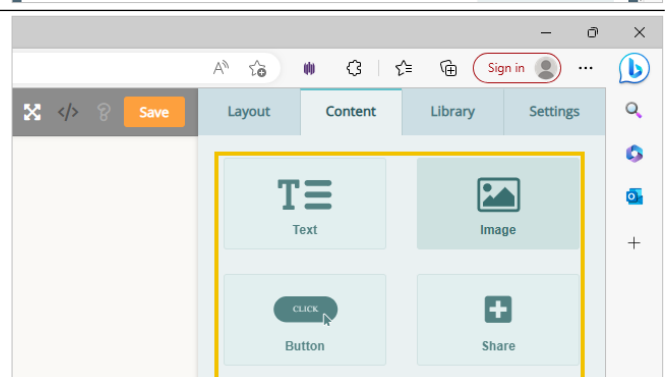 Sign in
Save
Layout Content Library Settings
Text Image
CLICK
Button Share